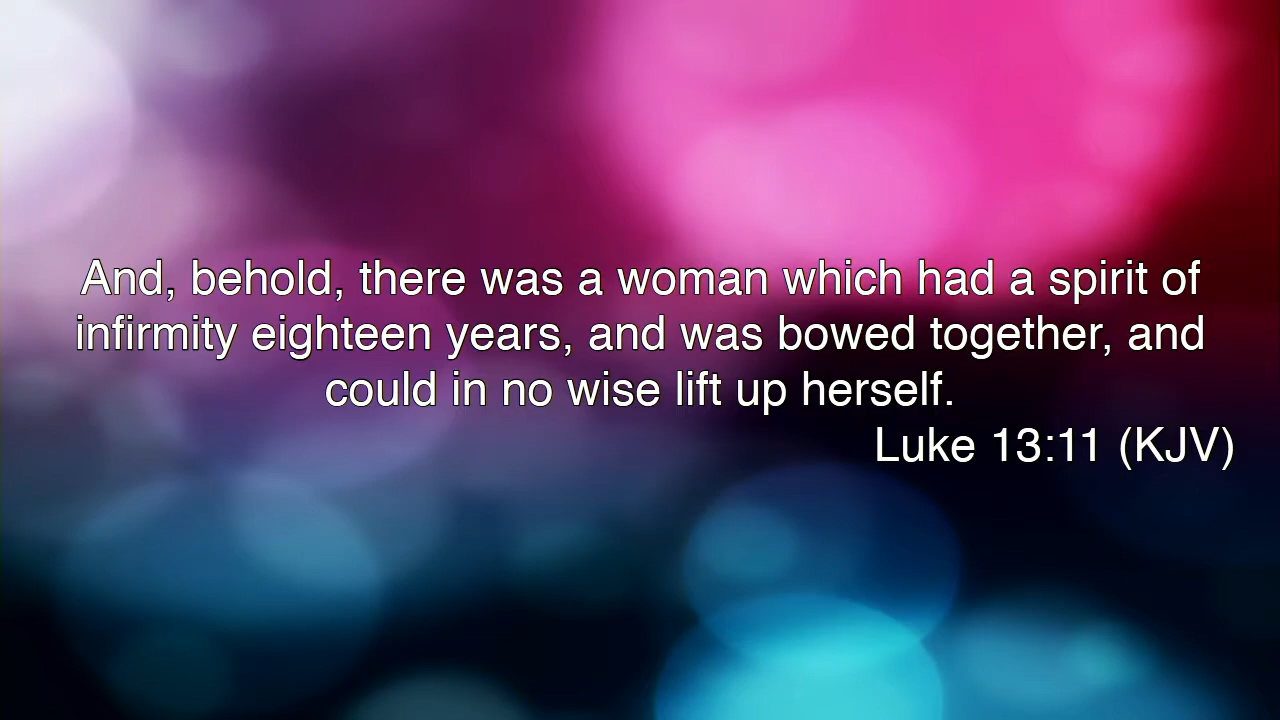 And, behold, there was a woman which had a spirit of
infirmity eighteen years, and was bowed together, and
could in no wise lift up herself.
Luke 13:11 (KJV)